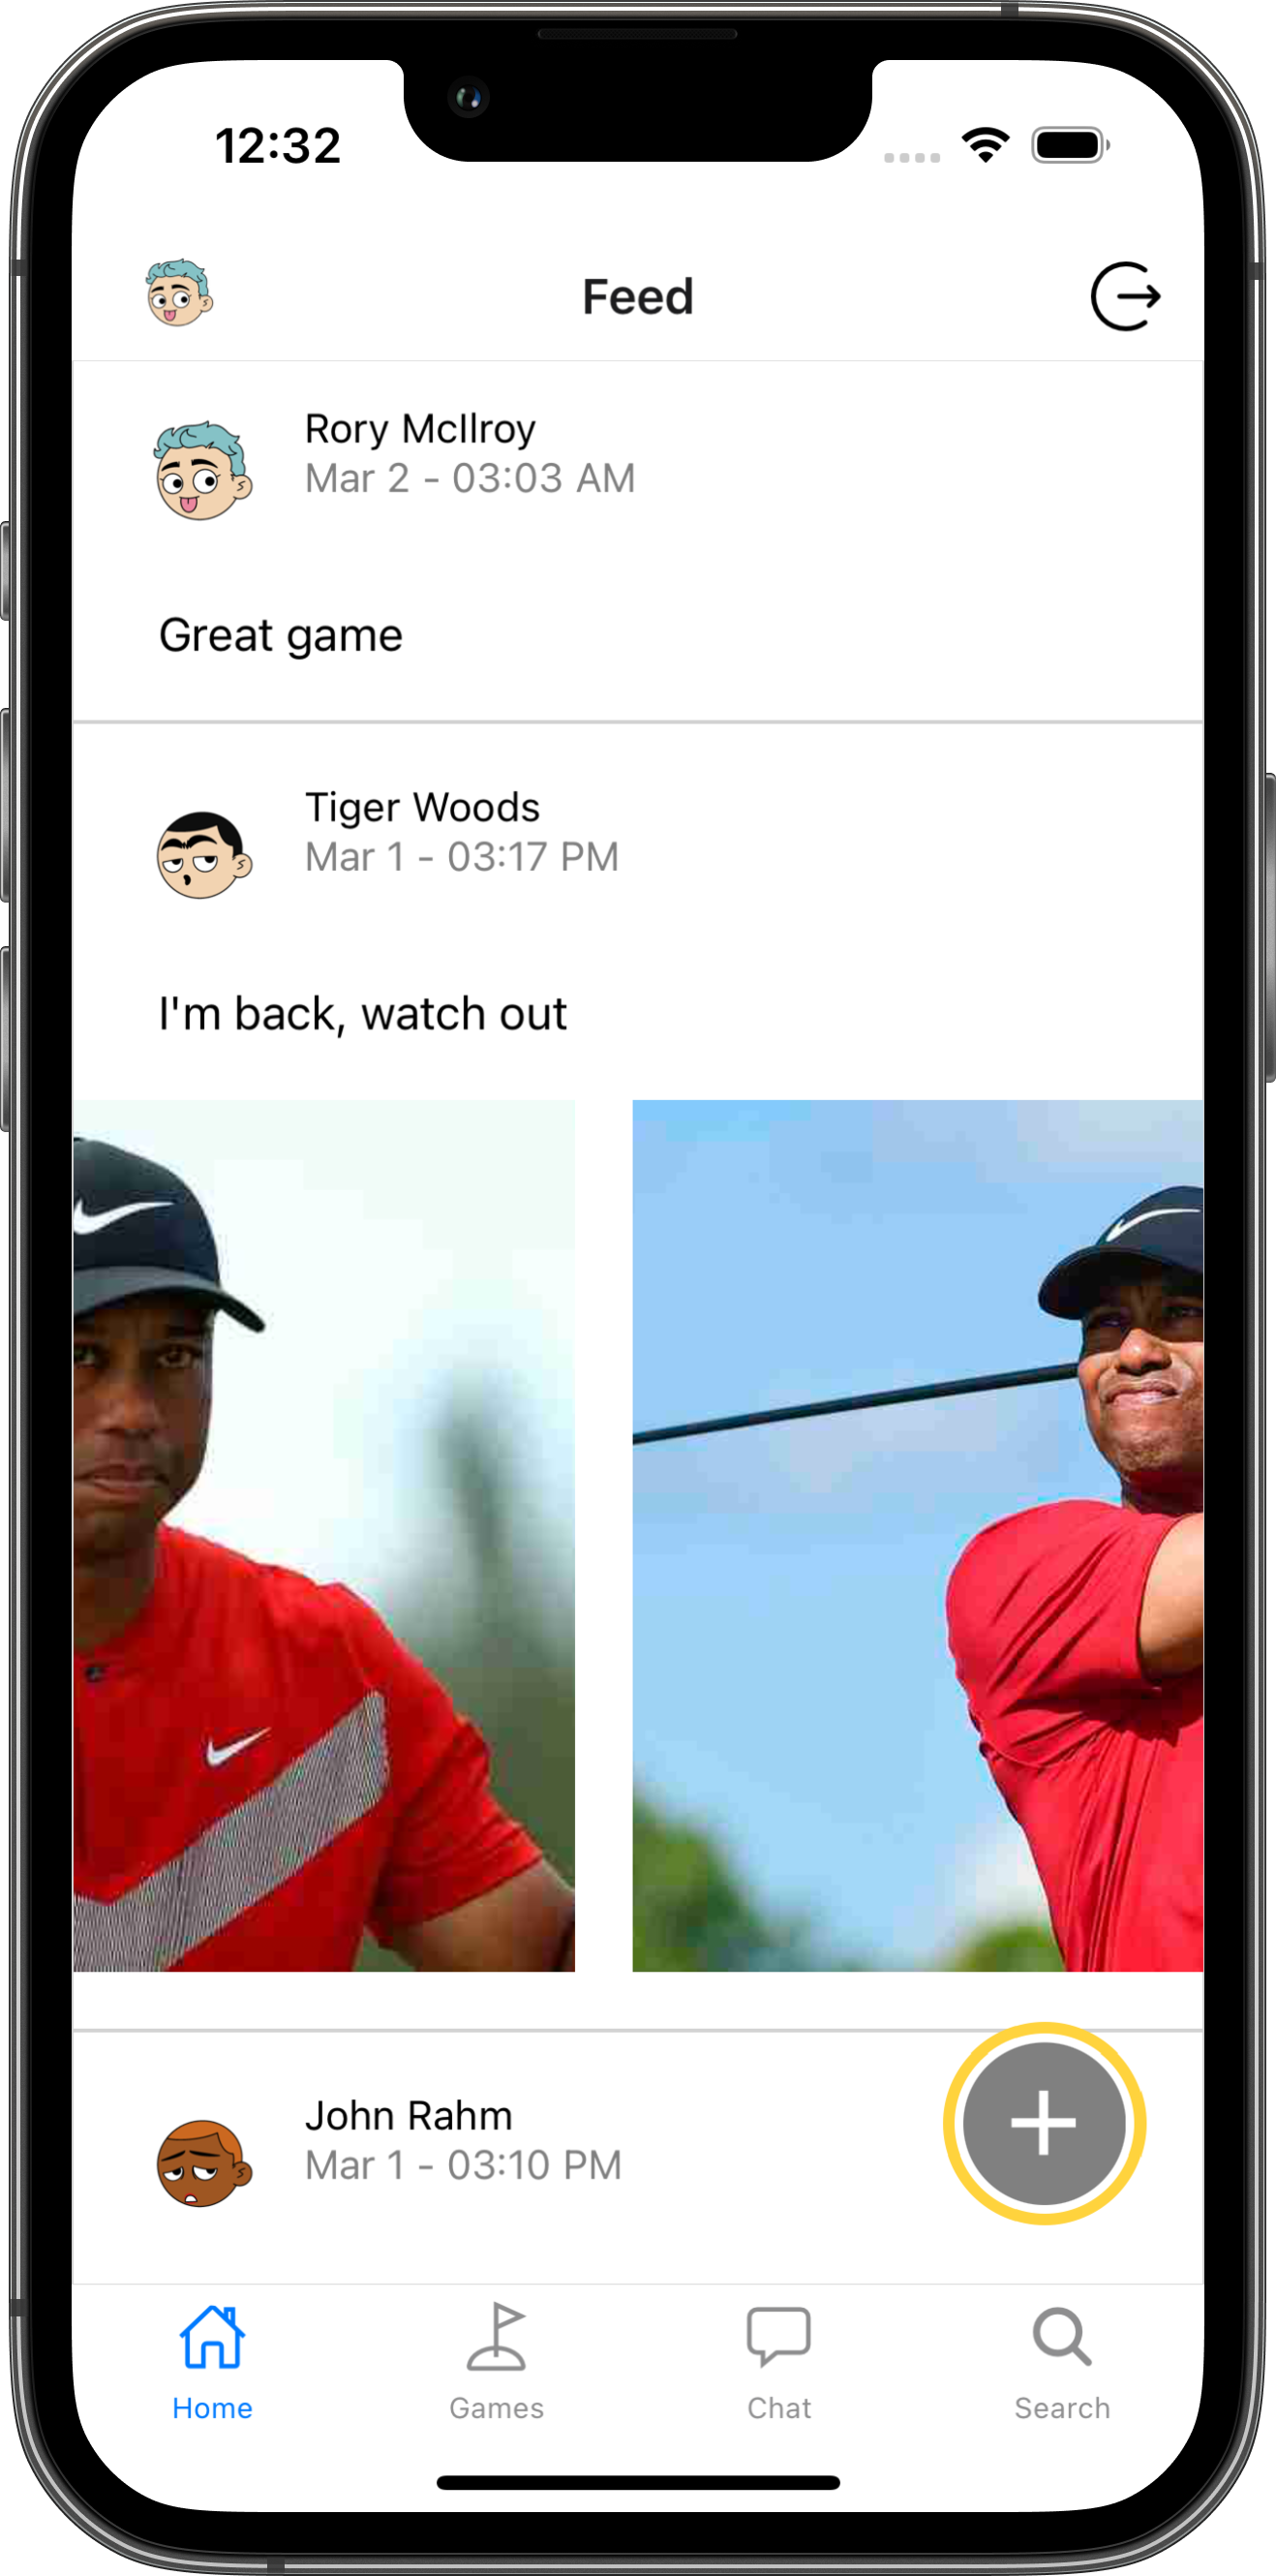 12:32
Feed
Rory McIlroy
Mar 2 - 03:03 AM
Great game
Tiger Woods
Mar 1 - 03:17 PM
I'm back, watch out
John Rahm
Mar 1 - 03:10 PM
Home
Games
Chat
Search